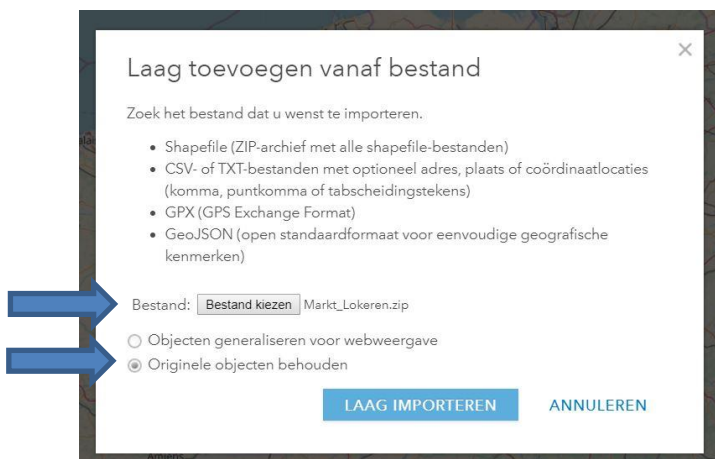 Laag toevoegen vanaf bestand
Zoek het bestand dat u wenst te importeren.
• Shapefile (ZIP-archief met alle shapefile-bestanden)
• CSV- of TXT-bestanden met optioneel adres, plaats of coördinaatlocaties
(komma, puntkomma of tabscheidingstekens)
• GPX (GPS Exchange Format)
• GeoJSON (open standaardformaat voor eenvoudige geografische
kenmerken)
Bestand: Bestand kiezen Markt_Lokeren.zip
Objecten generaliseren voor webweergave
Originele objecten behouden
LAAG IMPORTEREN ANNULEREN
Amiens